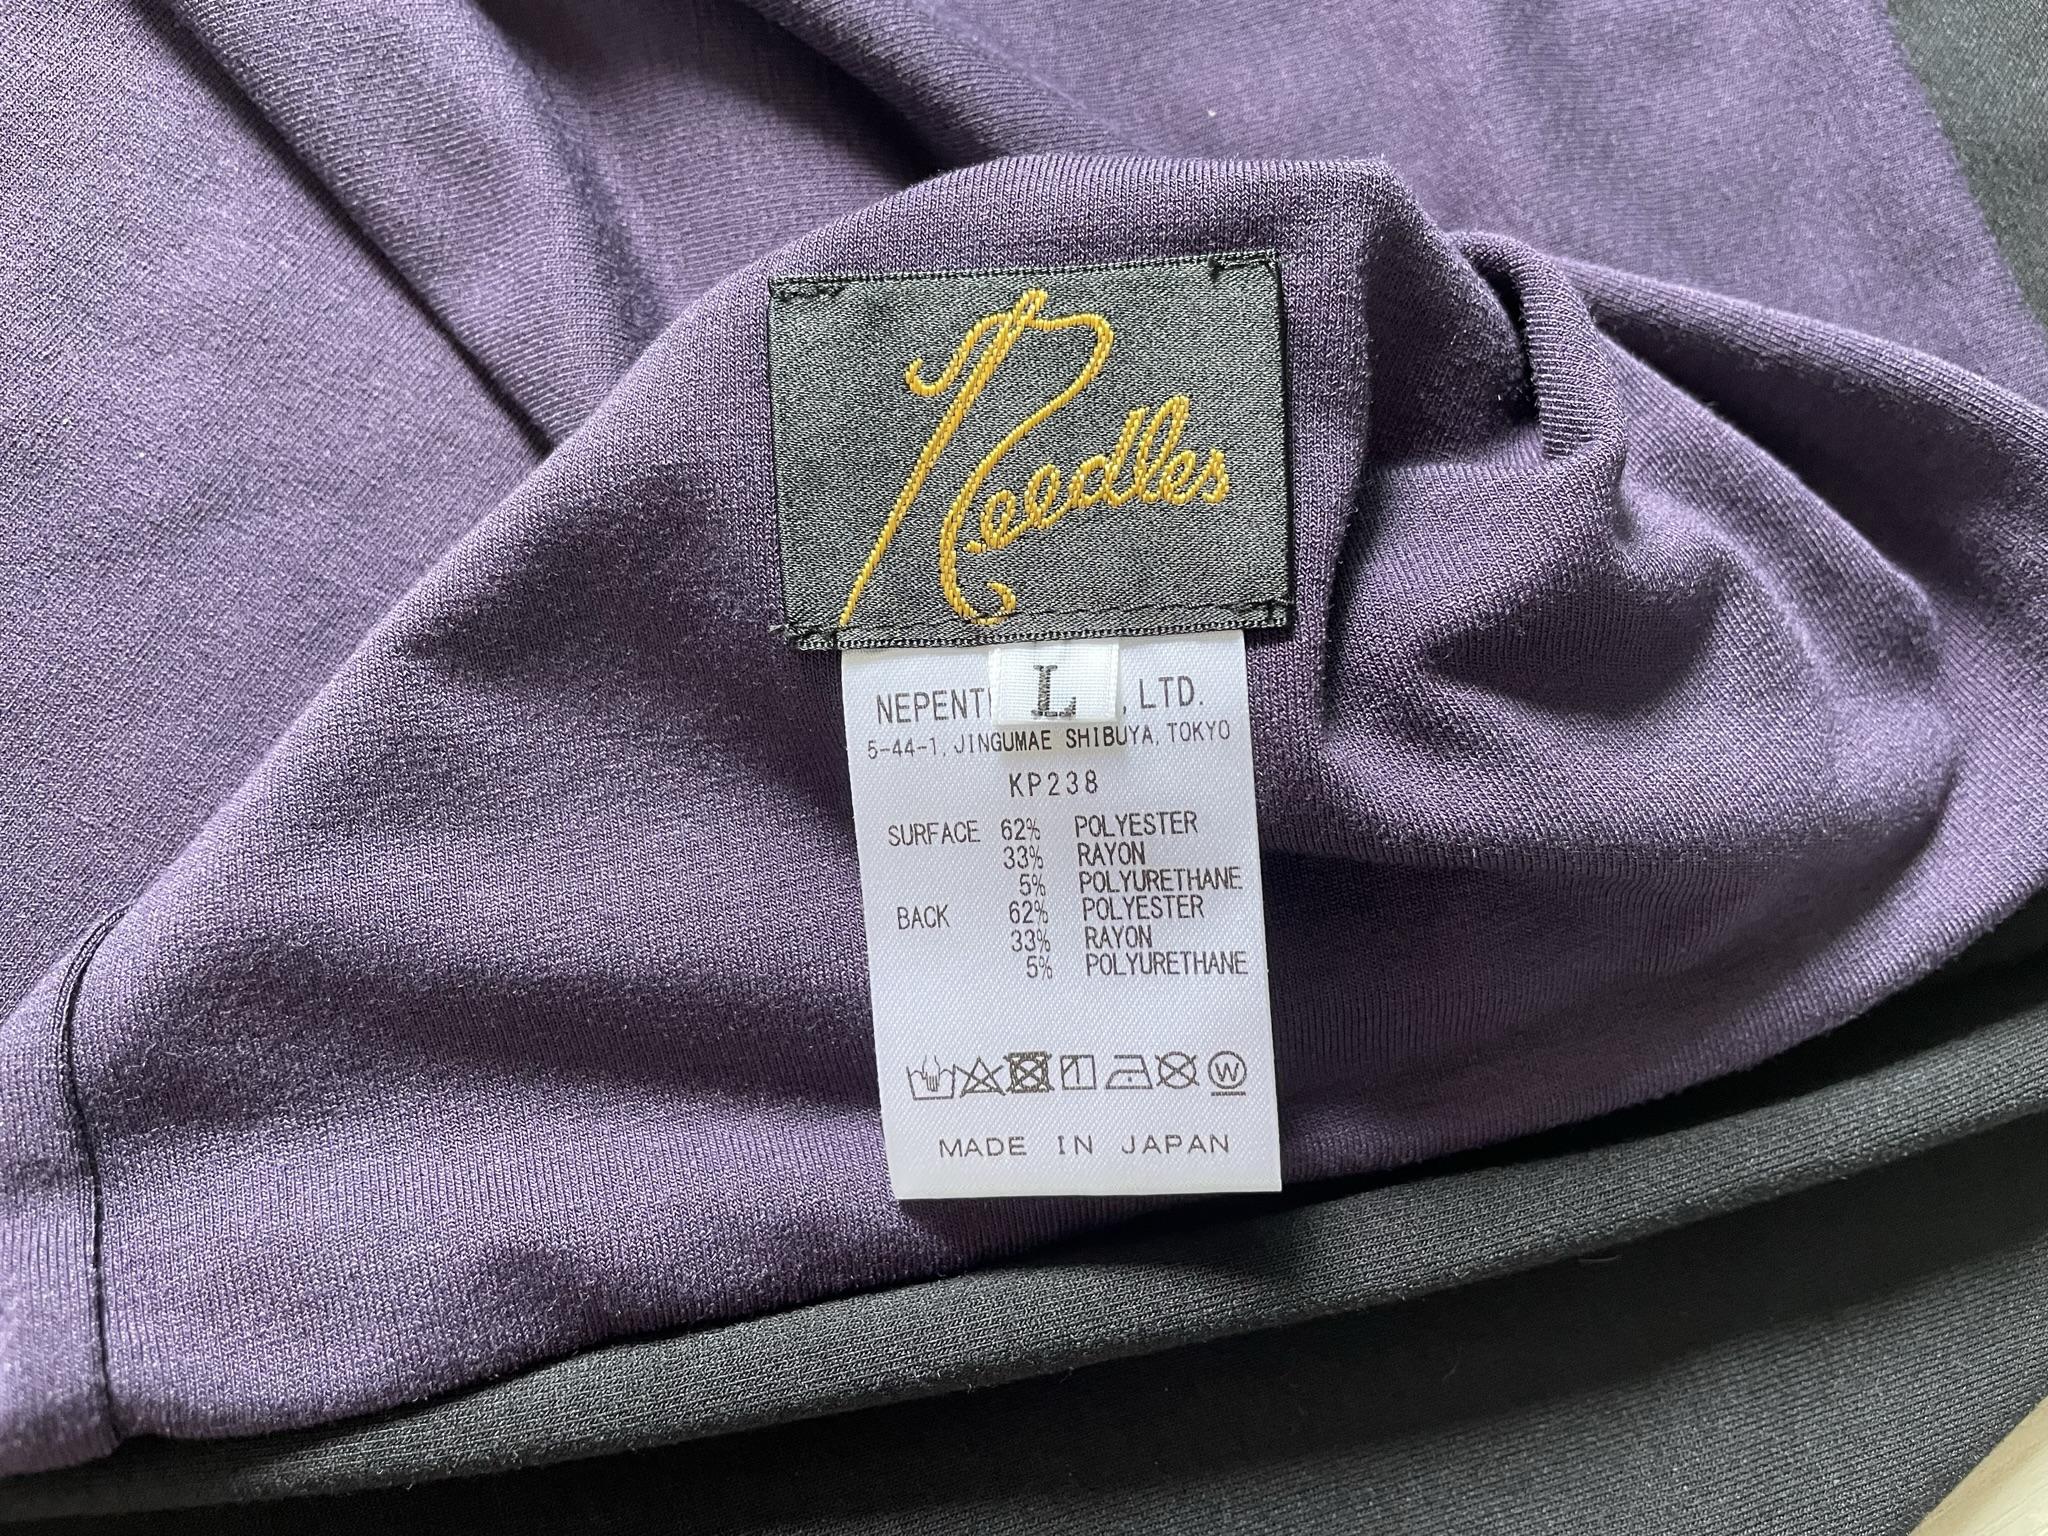 Needles
L
NEPENT , LTD.
5-44-1, JINGUMAE SHIBUYA, TOKYO
KP238
SURFACE 62% POLYESTER
33% RAYON
5% POLYURETHANE
BACK 62% POLYESTER
33% RAYON
5% POLYURETHANE
W
MADE IN JAPAN